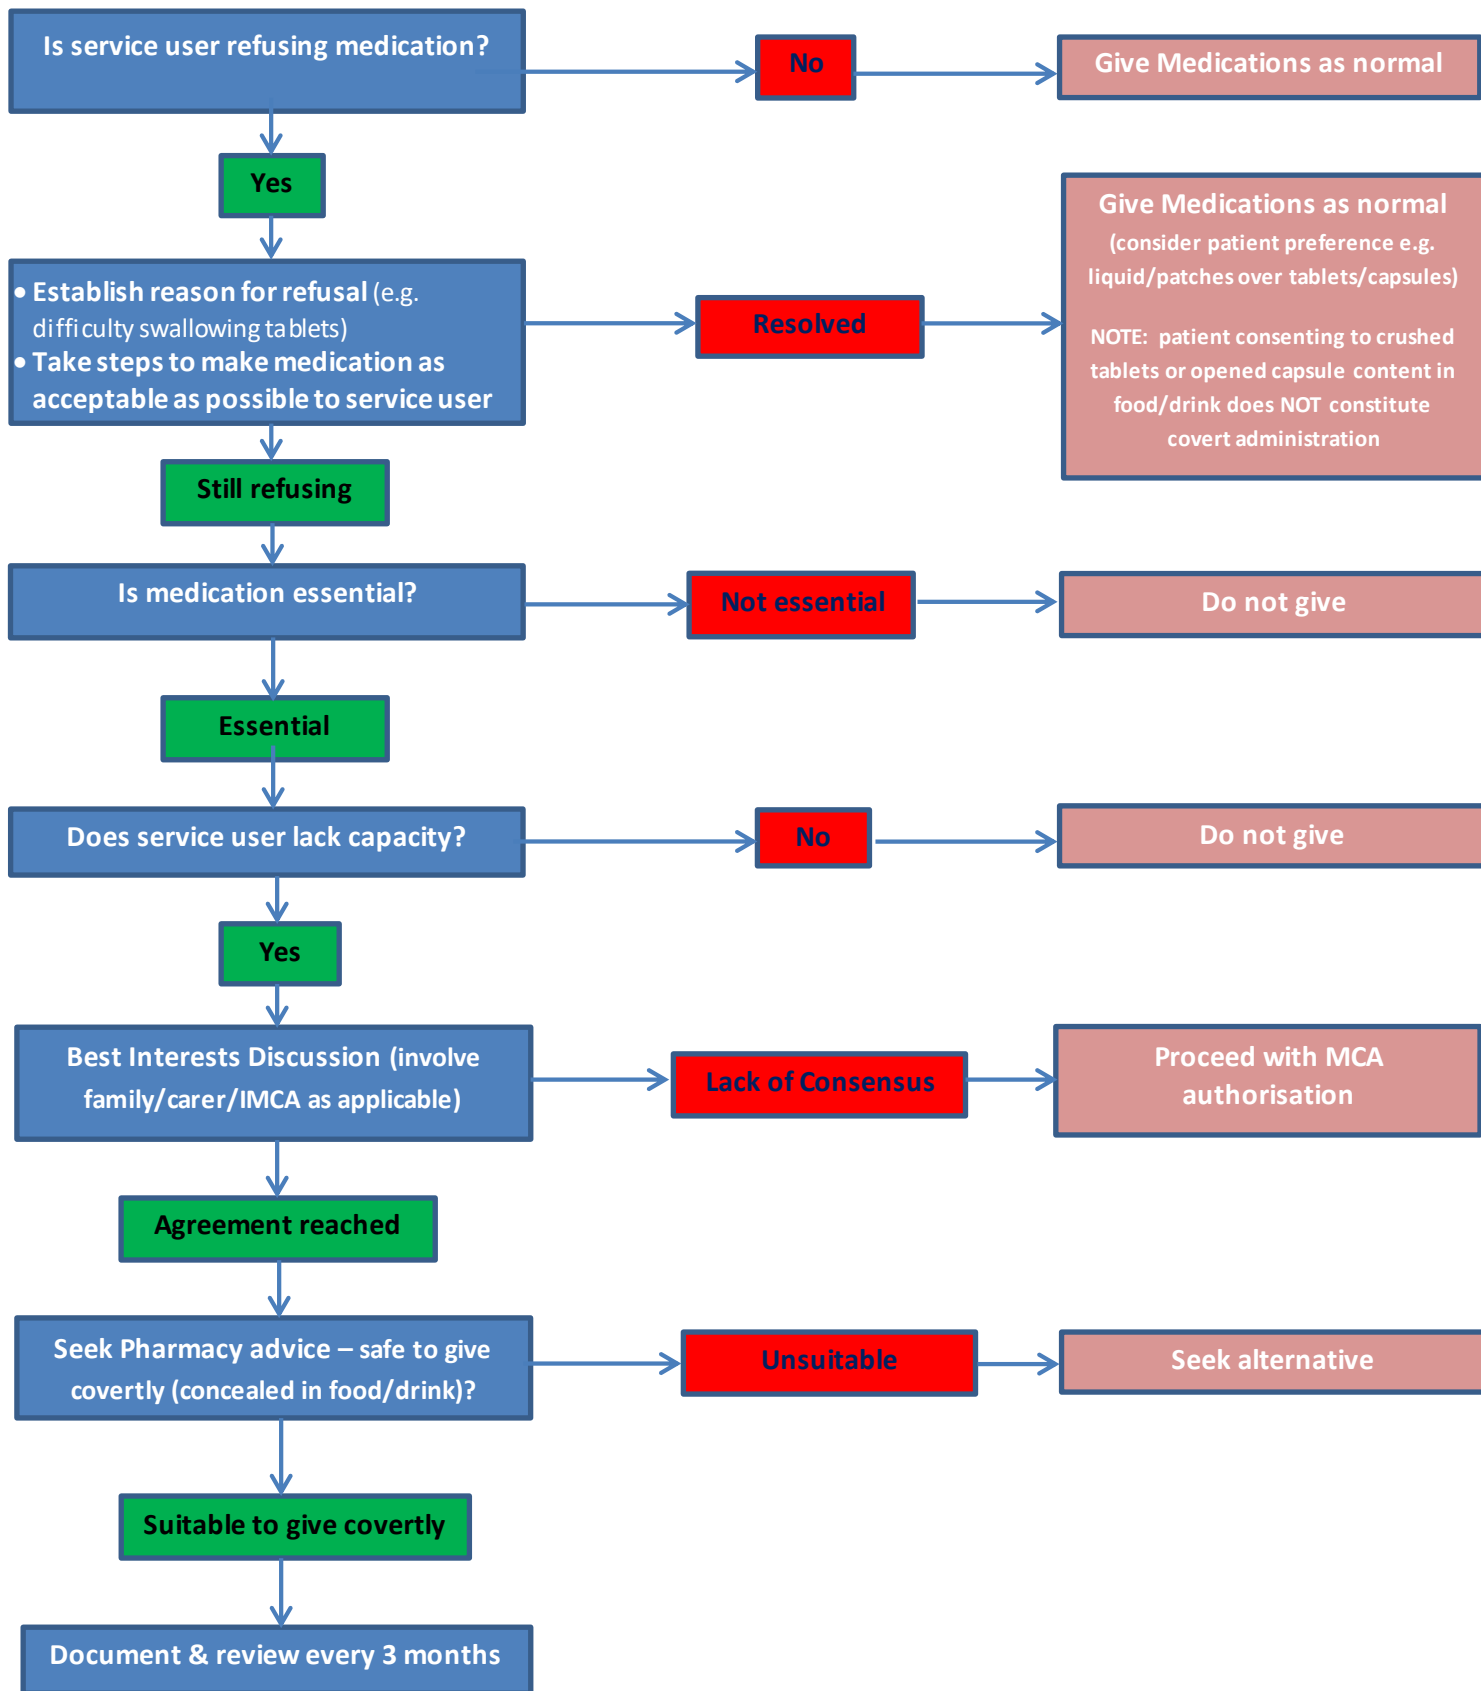 Is service user refusing medication?
No
Give Medications as normal
Yes
• Establish reason for refusal (e.g.
difficulty swallowing tablets)
• Take steps to make medication as
acceptable as possible to service user
Resolved
Give Medications as normal
(consider patient preference e.g.
liquid/patches over tablets/capsules)
NOTE: patient consenting to crushed
tablets or opened capsule content in
food/drink does NOT constitute
covert administration
Still refusing
Is medication essential?
Not essential
Do not give
Essential
Does service user lack capacity?
No
Do not give
Yes
Best Interests Discussion (involve
family/carer/IMCA as applicable)
Lack of Consensus
Proceed with MCA
authorisation
Agreement reached
Seek Pharmacy advice – safe to give
covertly (concealed in food/drink)?
Unsuitable
Seek alternative
Suitable to give covertly
Document & review every 3 months